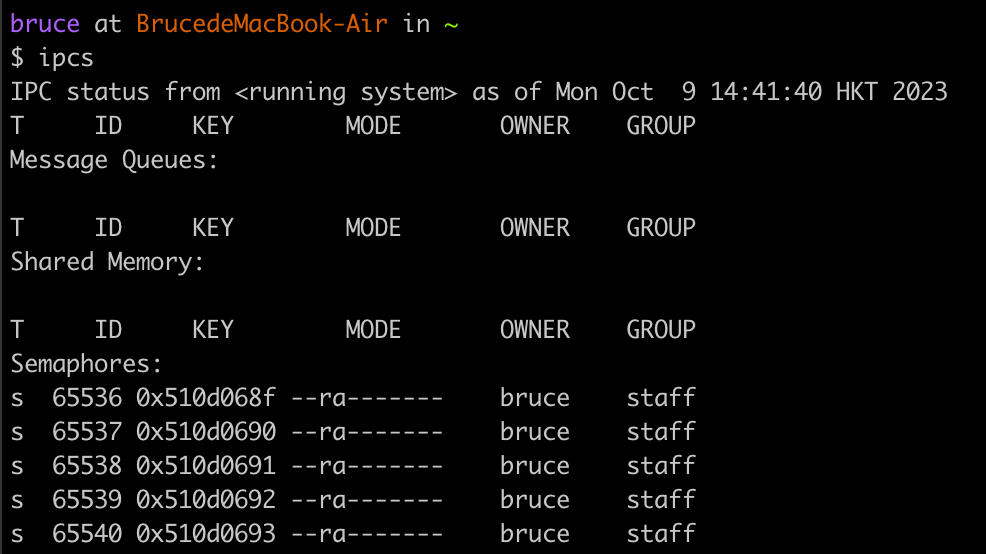 bruce at BrucedeMacBook-Air in ~
$ ipcs
IPC status from <running system> as of Mon Oct  9 14:41:40 HKT 2023
T     ID     KEY        MODE       OWNER    GROUP
Message Queues:

T     ID     KEY        MODE       OWNER    GROUP
Shared Memory:

T     ID     KEY        MODE       OWNER    GROUP
Semaphores:
s  65536 0x510d068f --ra-------    bruce    staff
s  65537 0x510d0690 --ra-------    bruce    staff
s  65538 0x510d0691 --ra-------    bruce    staff
s  65539 0x510d0692 --ra-------    bruce    staff
s  65540 0x510d0693 --ra-------    bruce    staff